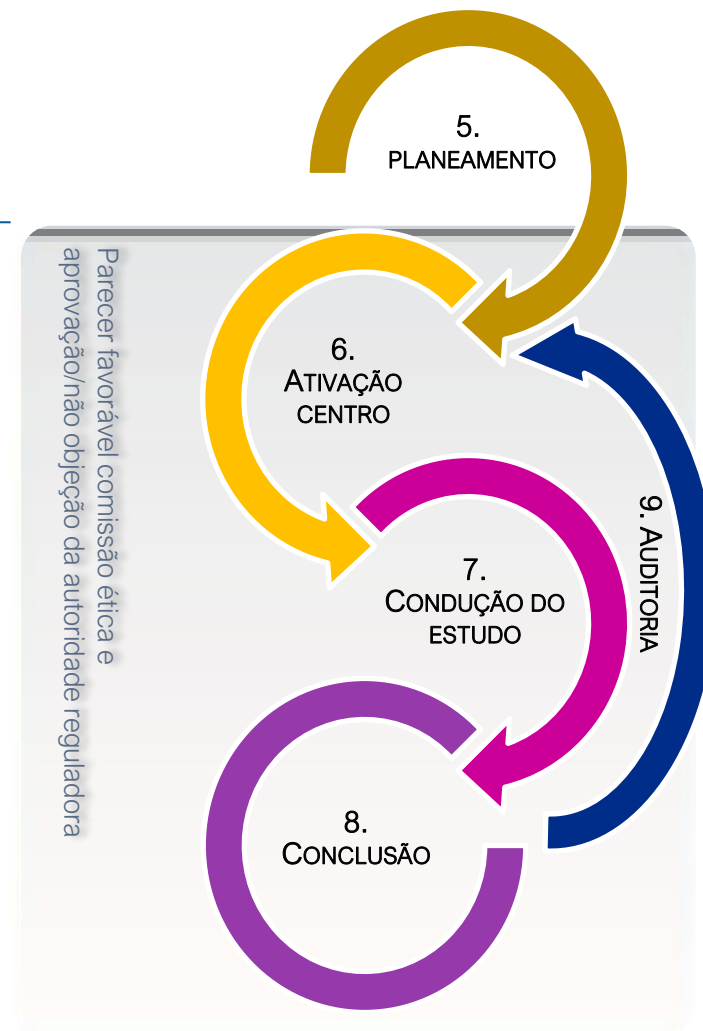 5.
PLANEAMENTO
Parecer favorável comissão ética e
aprovação/não objeção da autoridade reguladora
6.
ATIVAÇÃO
CENTRO
7.
CONDUÇÃO DO
ESTUDO
9. AUDITORIA
8.
CONCLUSÃO